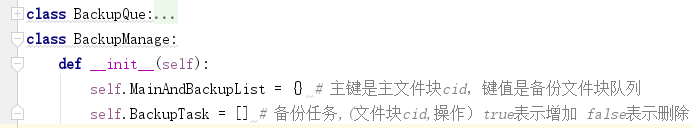 class BackupQue:...
class BackupManage:
def __init__(self):
self.MainAndBackupList = {} # 主键是主文件块cid，键值是备份文件块队列
self.BackupTask = [] # 备份任务,(文件块cid,操作）true表示增加 false表示删除